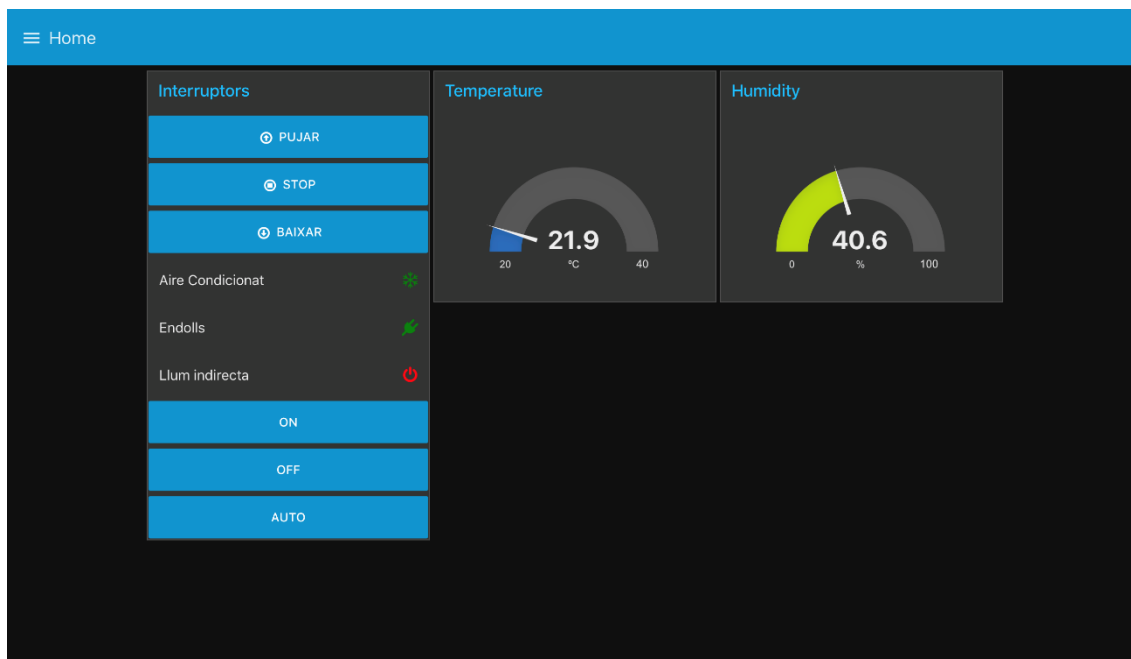 Home
Interruptors
PUJAR
STOP
BAIXAR
Aire Condicionat
Endolls
Llum indirecta
ON
OFF
AUTO
Temperature
21.9
20 °C 40
Humidity
40.6
0 % 100